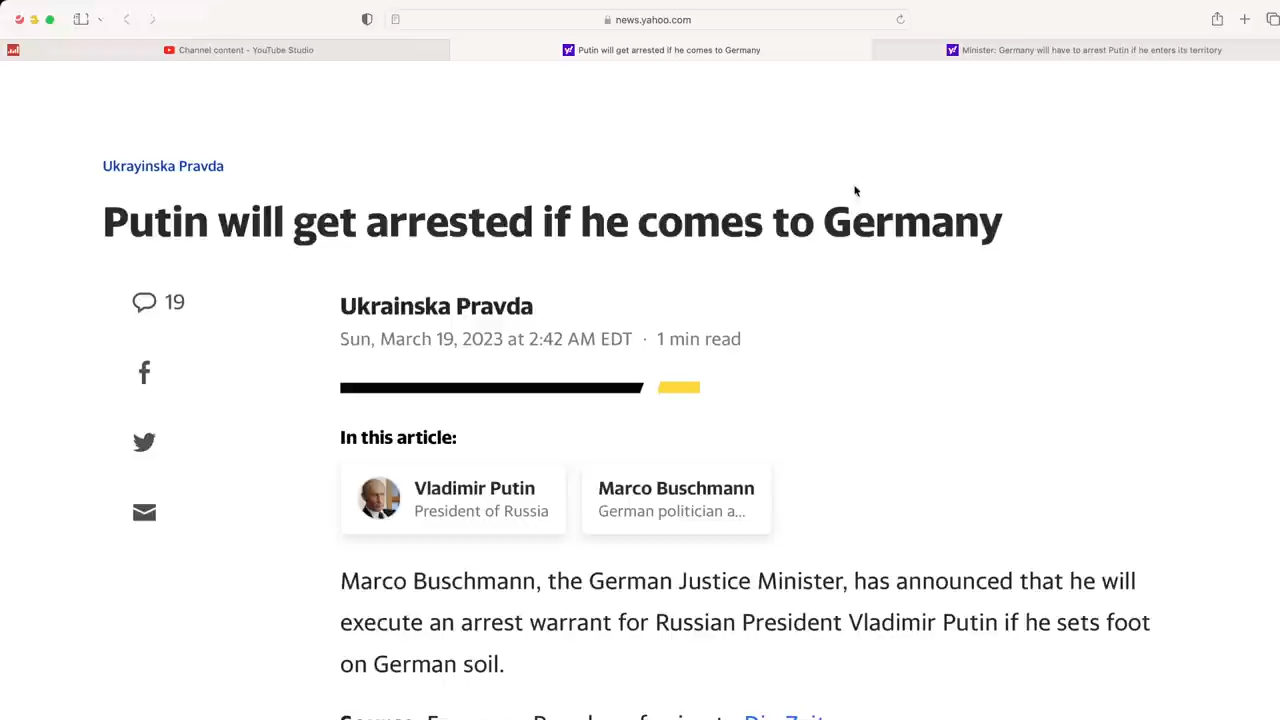 news.yahoo.com
Channel content - YouTube Studio
Putin will get arrested if he comes to Germany
Minister: Germany will have to arrest Putin if he enters its territory
Ukrayinska Pravda
Putin will get arrested if he comes to Germany
19
Ukrainska Pravda
Sun, March 19, 2023 at 2:42 AM EDT · 1 min read
In this article:
Vladimir Putin
President of Russia
Marco Buschmann
German politician a...
Marco Buschmann, the German Justice Minister, has announced that he will
execute an arrest warrant for Russian President Vladimir Putin if he sets foot
on German soil.
Die Zeit